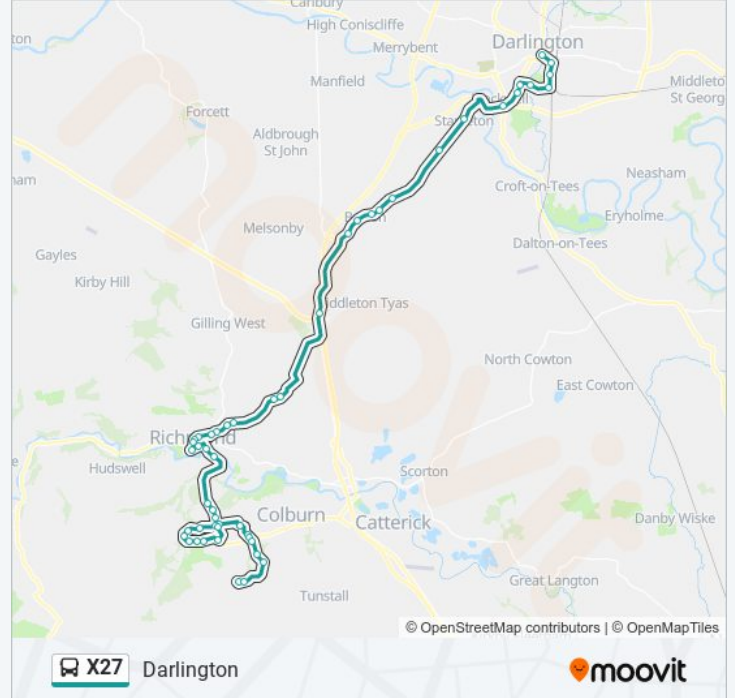 Canbury
High Coniscliffe
Darlington
Merrybent
ton
Manfield
Middleto
St Georg
Forcett
Stapleton
Aldbrough
St John
ham
Neasham
Croft-on-Tees
Eryholme
Melsonby
Dalton-on-Tees
Gayles
Kirby Hill
ddleton Tyas
Gilling West
North Cowton
East Cowton
Richmond
Hudswell
Scorton
Colburn
Catterick
Danby Wiske
Great Langton
Tunstall
© OpenStreetMap contributors | © OpenMapTiles
X27 Darlington
moovit